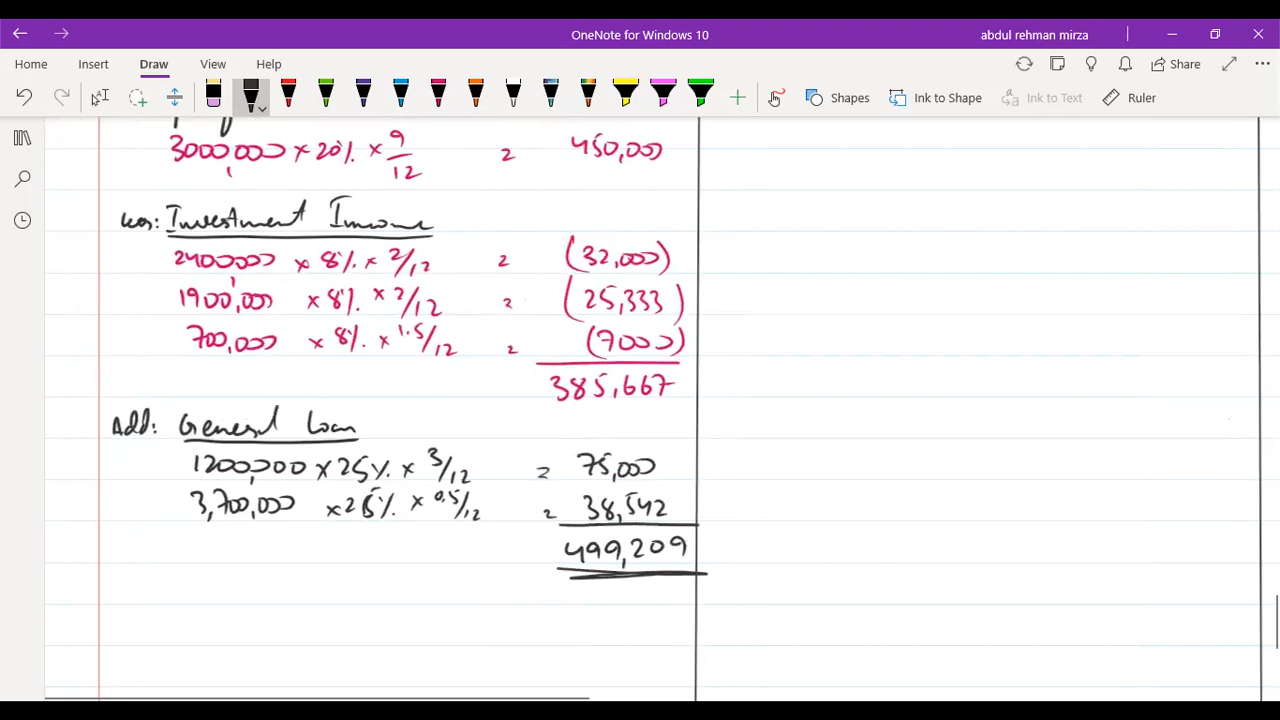 OneNote for Windows 10
abdul rehman mirza
Home Insert Draw View Help
Share
Shapes Ink to Shape Ink to Text Ruler
3000,000 × 20% × 9/12 = 450,000
Less: Investment Income
2400000 × 8% × 2/12 = (32,000)
1900,000 × 8% × 2/12 = (25,333)
700,000 × 8% × 1.5/12 = (7000)
385,667
Add: General Loan
1200,000 × 25% × 3/12 = 75,000
3,700,000 × 25% × 0.5/12 = 38,542
499,209